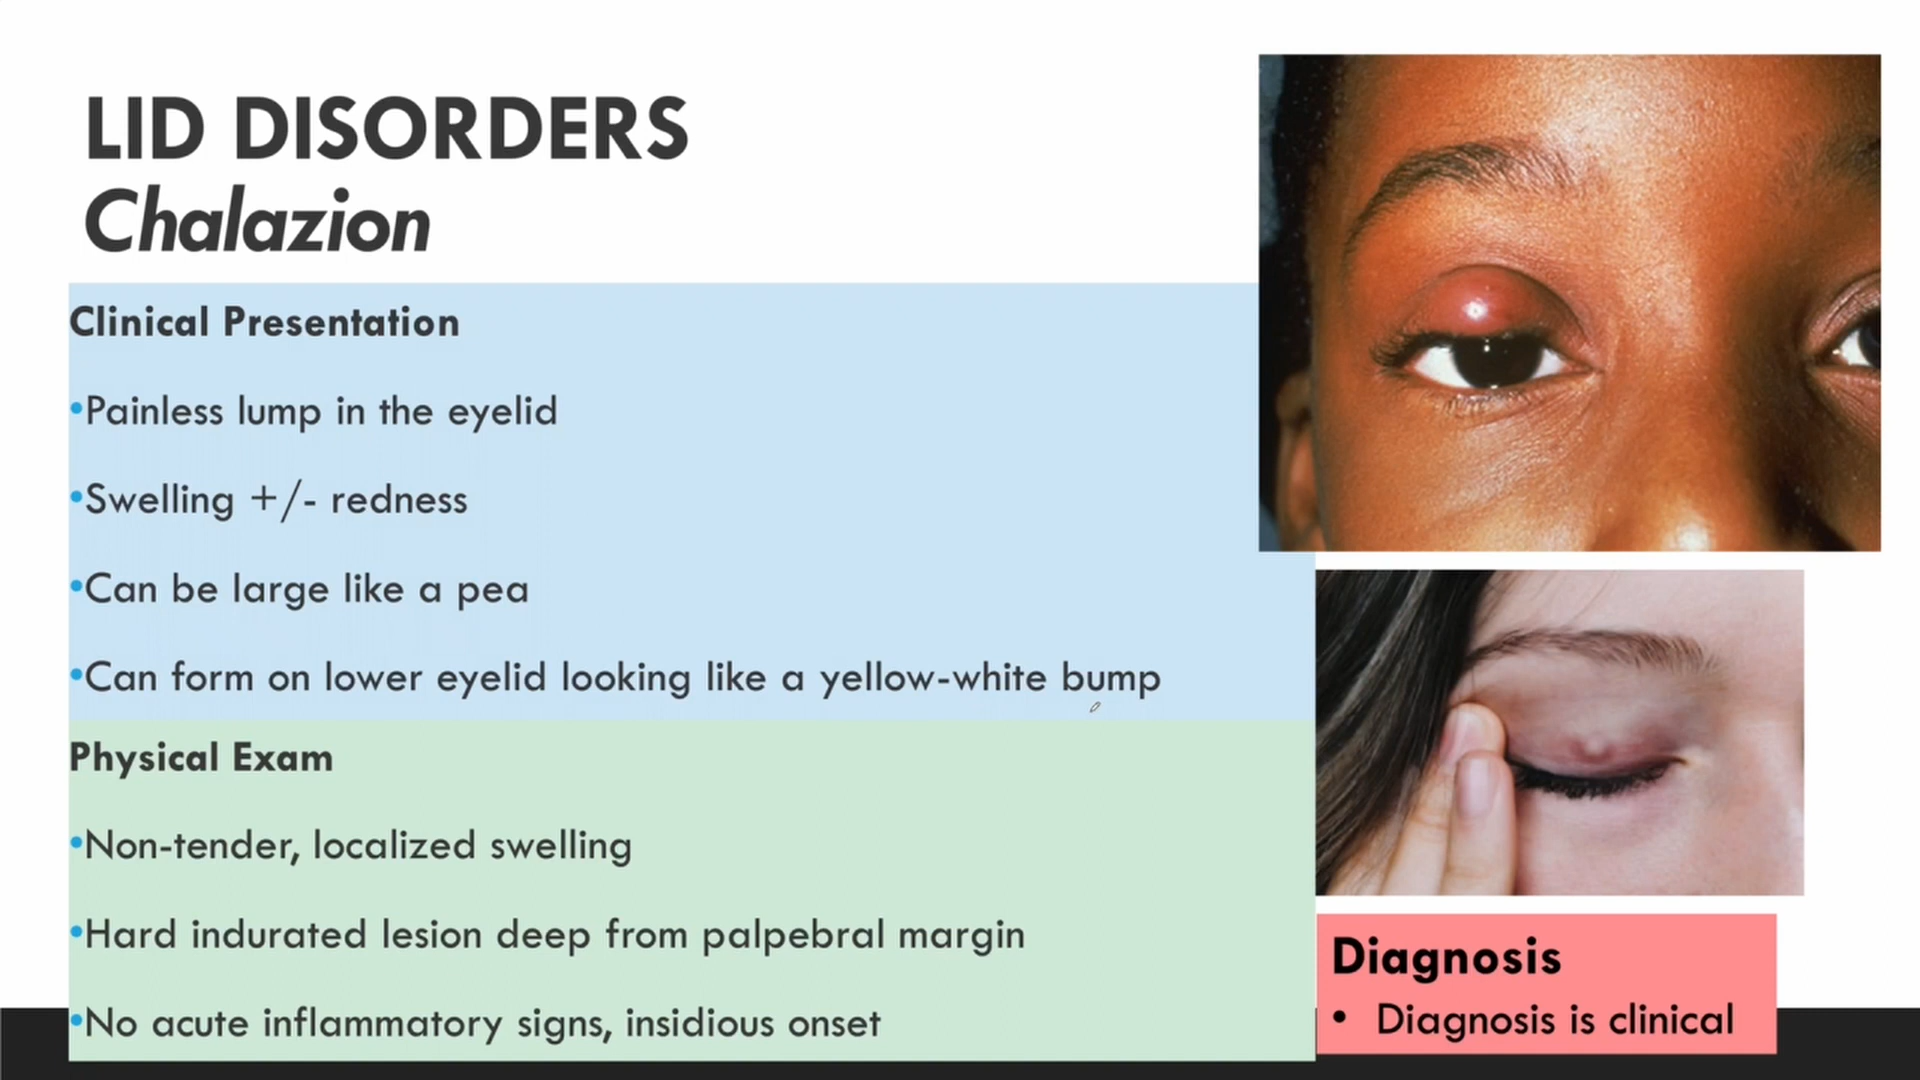 LID DISORDERS
Chalazion
Clinical Presentation
•Painless lump in the eyelid
•Swelling +/- redness
•Can be large like a pea
•Can form on lower eyelid looking like a yellow-white bump
Physical Exam
•Non-tender, localized swelling
•Hard indurated lesion deep from palpebral margin
•No acute inflammatory signs, insidious onset
Diagnosis
• Diagnosis is clinical